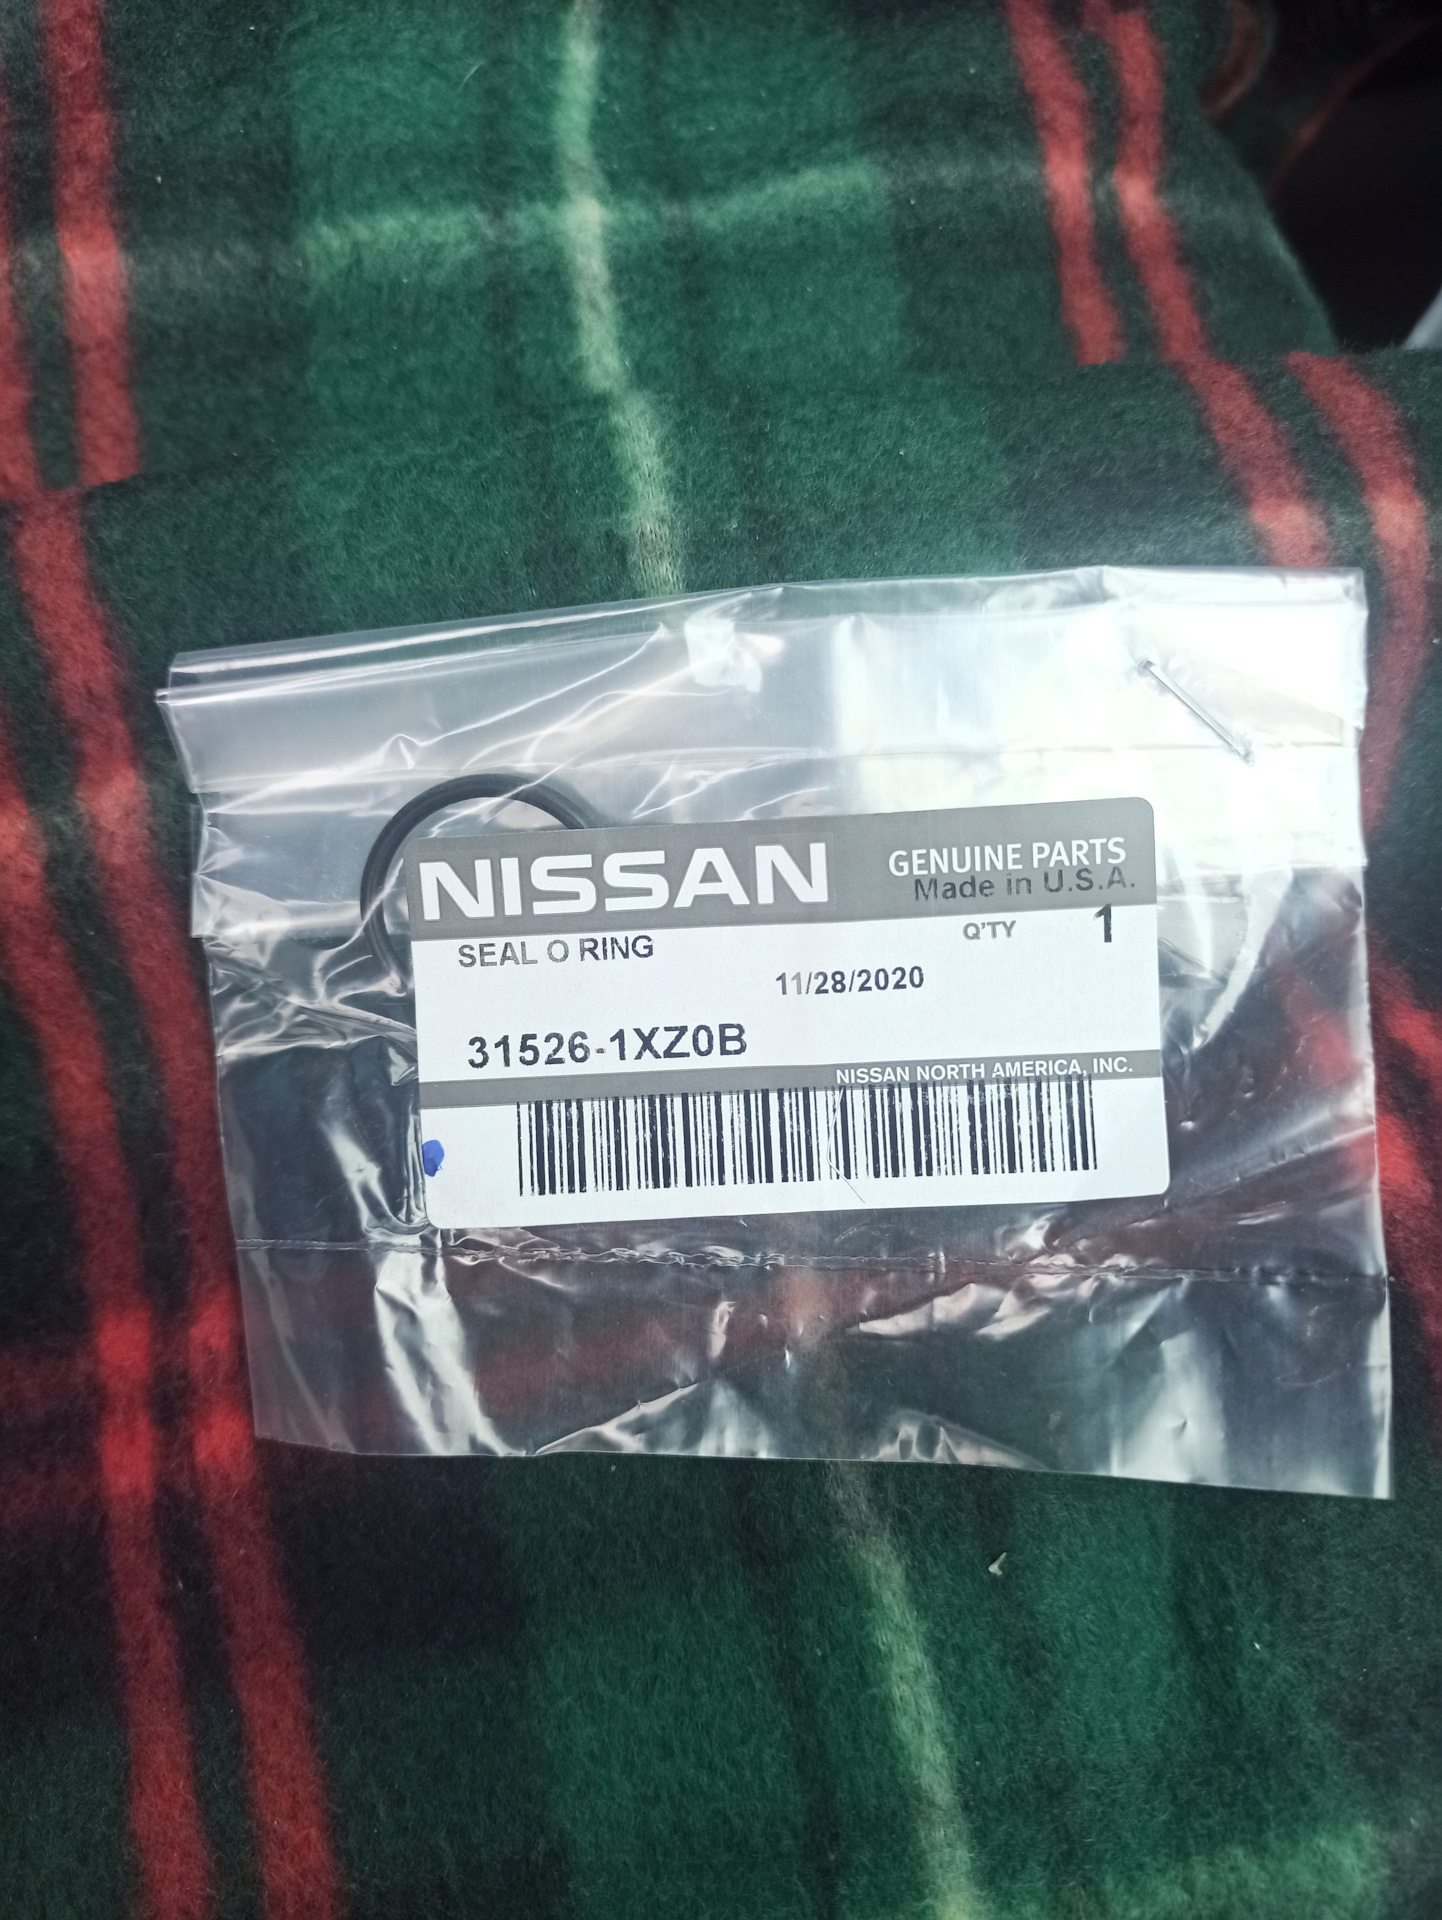 NISSAN
GENUINE PARTS
Made in U.S.A.
SEAL O RING
Q'TY 1
11/28/2020
31526-1XZ0B
NISSAN NORTH AMERICA, INC.